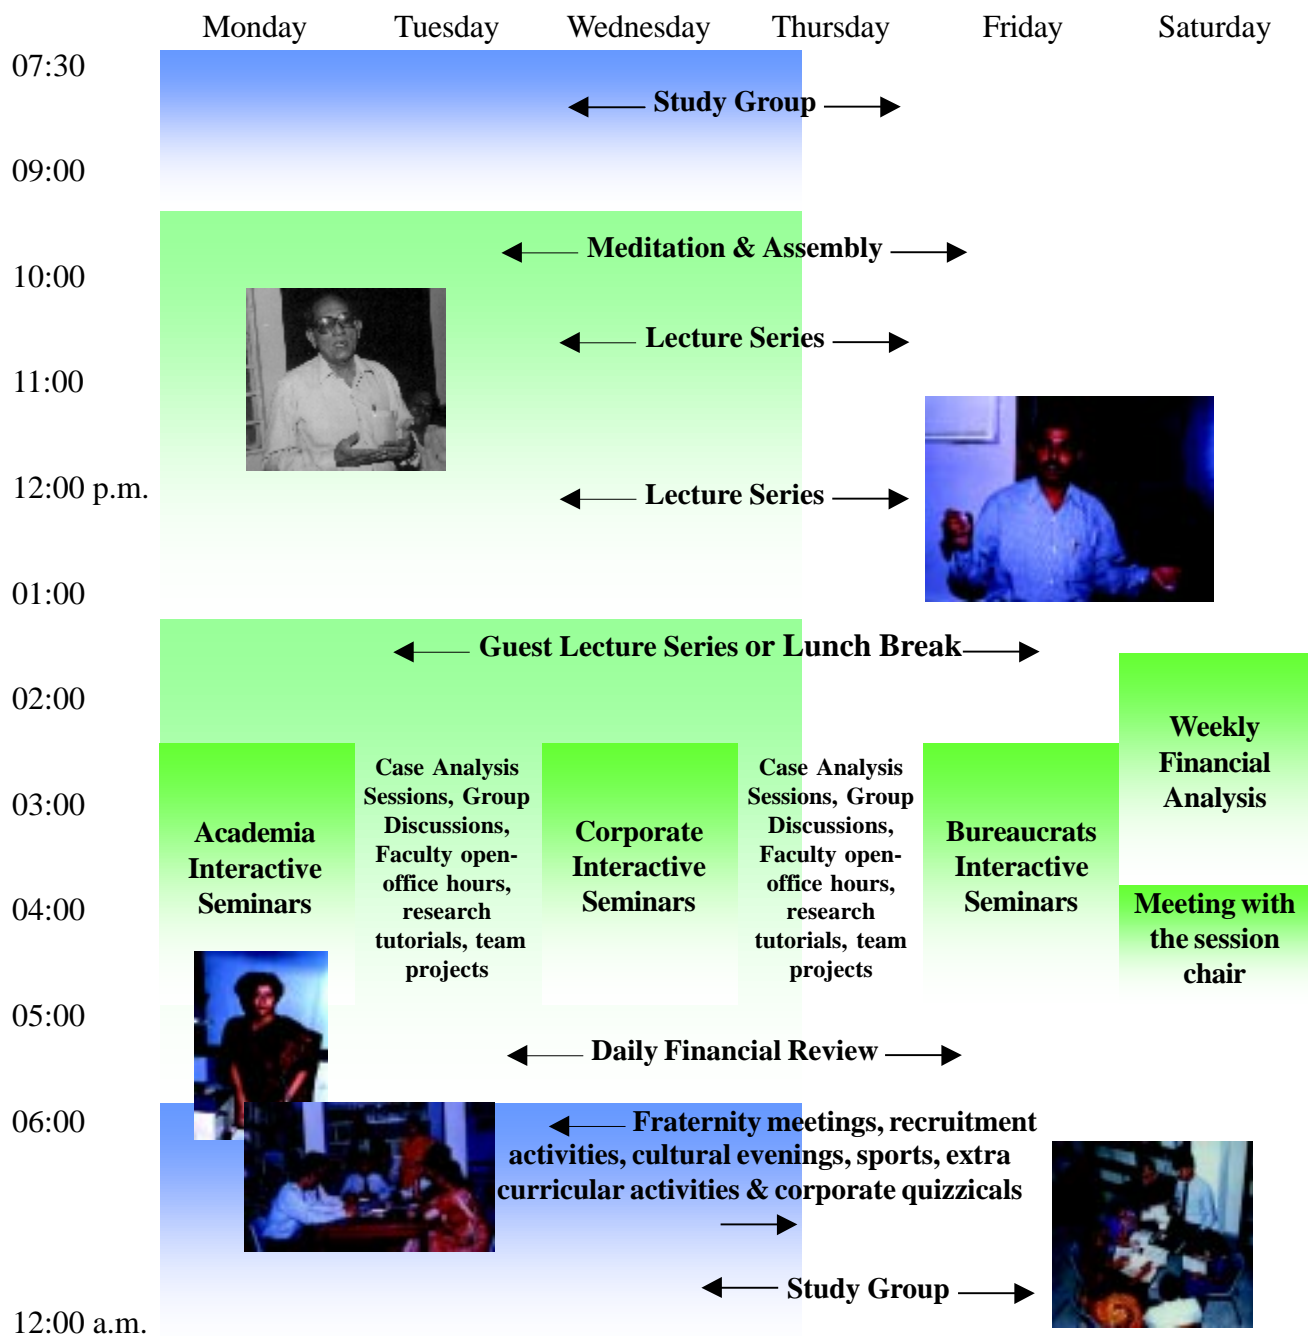 Monday Tuesday Wednesday Thursday Friday Saturday
07:30
Study Group
09:00
Meditation & Assembly
10:00
Lecture Series
11:00
12:00 p.m.
Lecture Series
01:00
Guest Lecture Series or Lunch Break
02:00
03:00
04:00
Academia
Interactive
Seminars
Case Analysis
Sessions, Group
Discussions,
Faculty open-
office hours,
research
tutorials, team
projects
Corporate
Interactive
Seminars
Case Analysis
Sessions, Group
Discussions,
Faculty open-
office hours,
research
tutorials, team
projects
Bureaucrats
Interactive
Seminars
Weekly
Financial
Analysis
Meeting with
the session
chair
05:00
Daily Financial Review
06:00
Fraternity meetings, recruitment
activities, cultural evenings, sports, extra
curricular activities & corporate quizzicals
Study Group
12:00 a.m.